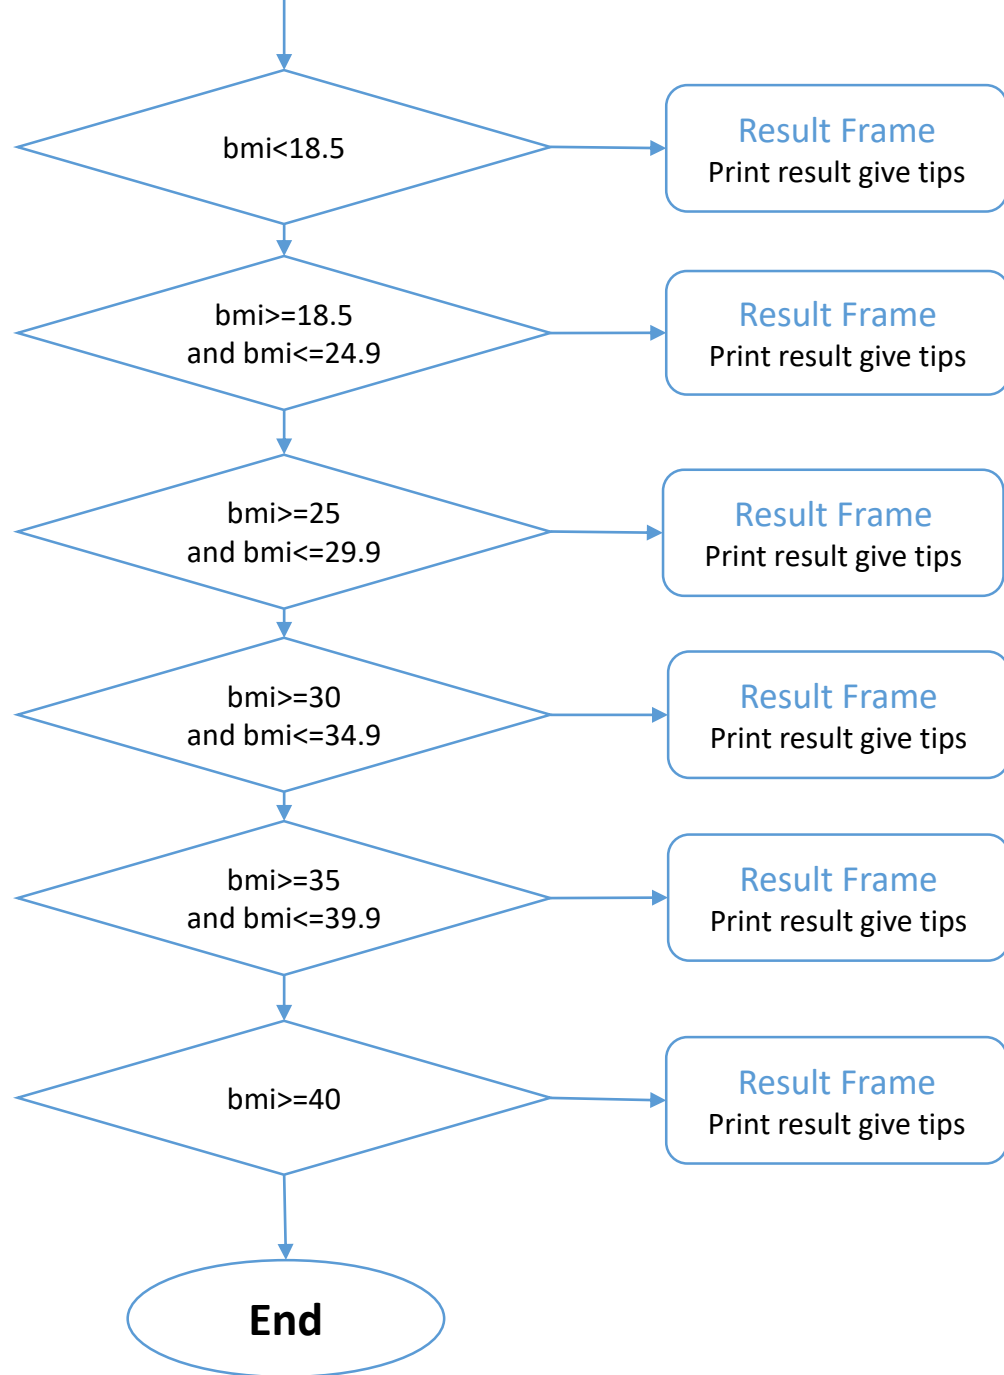 bmi<18.5
Result Frame
Print result give tips
bmi>=18.5
and bmi<=24.9
Result Frame
Print result give tips
bmi>=25
and bmi<=29.9
Result Frame
Print result give tips
bmi>=30
and bmi<=34.9
Result Frame
Print result give tips
bmi>=35
and bmi<=39.9
Result Frame
Print result give tips
bmi>=40
Result Frame
Print result give tips
End